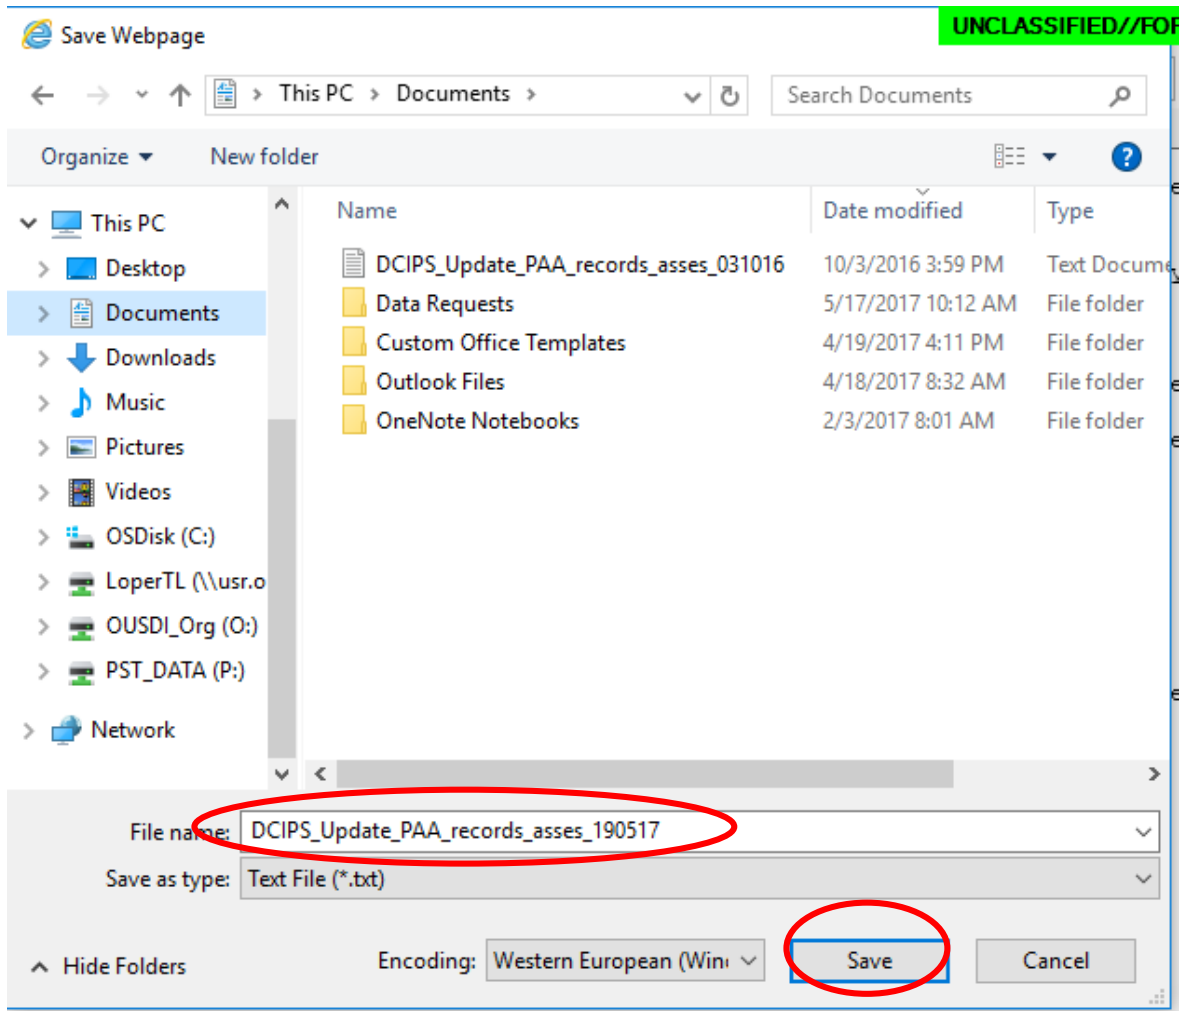 Save Webpage
UNCLASSIFIED//FOR
This PC > Documents >
Search Documents
Organize
New folder
Name
Date modified
Type
This PC
Desktop
Documents
Downloads
Music
Pictures
Videos
OSDisk (C:)
LoperTL (\\usr.o
OUSDI_Org (O:)
PST_DATA (P:)
Network
DCIPS_Update_PAA_records_asses_031016 10/3/2016 3:59 PM Text Docume
Data Requests 5/17/2017 10:12 AM File folder
Custom Office Templates 4/19/2017 4:11 PM File folder
Outlook Files 4/18/2017 8:32 AM File folder
OneNote Notebooks 2/3/2017 8:01 AM File folder
File name: DCIPS_Update_PAA_records_asses_190517
Save as type: Text File (*.txt)
Hide Folders
Encoding: Western European (Win
Save
Cancel